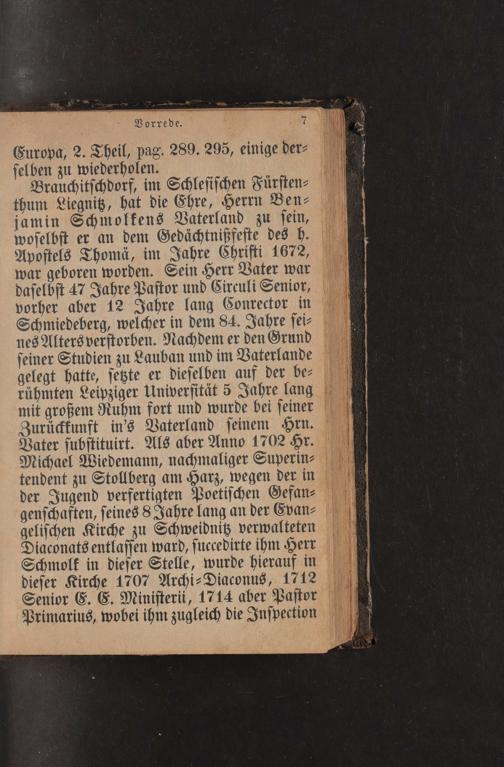 Vorrede. 7
Europa, 2. Theil, pag. 289. 295, einige der-
selben zu wiederholen.
Brauchitschdorf, im Schlesischen Fürsten-
thum Liegnitz, hat die Ehre, Herrn Ben-
jamin Schmolkens Vaterland zu sein,
woselbst er an dem Gedächtnißfeste des h.
Apostels Thomä, im Jahre Christi 1672,
war geboren worden. Sein Herr Vater war
daselbst 47 Jahre Pastor und Circuli Senior,
vorher aber 12 Jahre lang Conrector in
Schmiedeberg, welcher in dem 84. Jahre sei-
nes Alters verstorben. Nachdem er den Grund
seiner Studien zu Lauban und im Vaterlande
gelegt hatte, setzte er dieselben auf der be-
rühmten Leipziger Universität 5 Jahre lang
mit großem Ruhm fort und wurde bei seiner
Zurückkunft in's Vaterland seinem Hrn.
Vater substituirt. Als aber Anno 1702 Hr.
Michael Wiedemann, nachmaliger Superin-
tendent zu Stollberg am Harz, wegen der in
der Jugend verfertigten Poetischen Gefan-
genschaften, seines 8 Jahre lang an der Evan-
gelischen Kirche zu Schweidnitz verwalteten
Diaconats entlassen ward, succedirte ihm Herr
Schmolk in dieser Stelle, wurde hierauf in
dieser Kirche 1707 Archi-Diaconus, 1712
Senior E. E. Ministerii, 1714 aber Pastor
Primarius, wobei ihm zugleich die Inspection